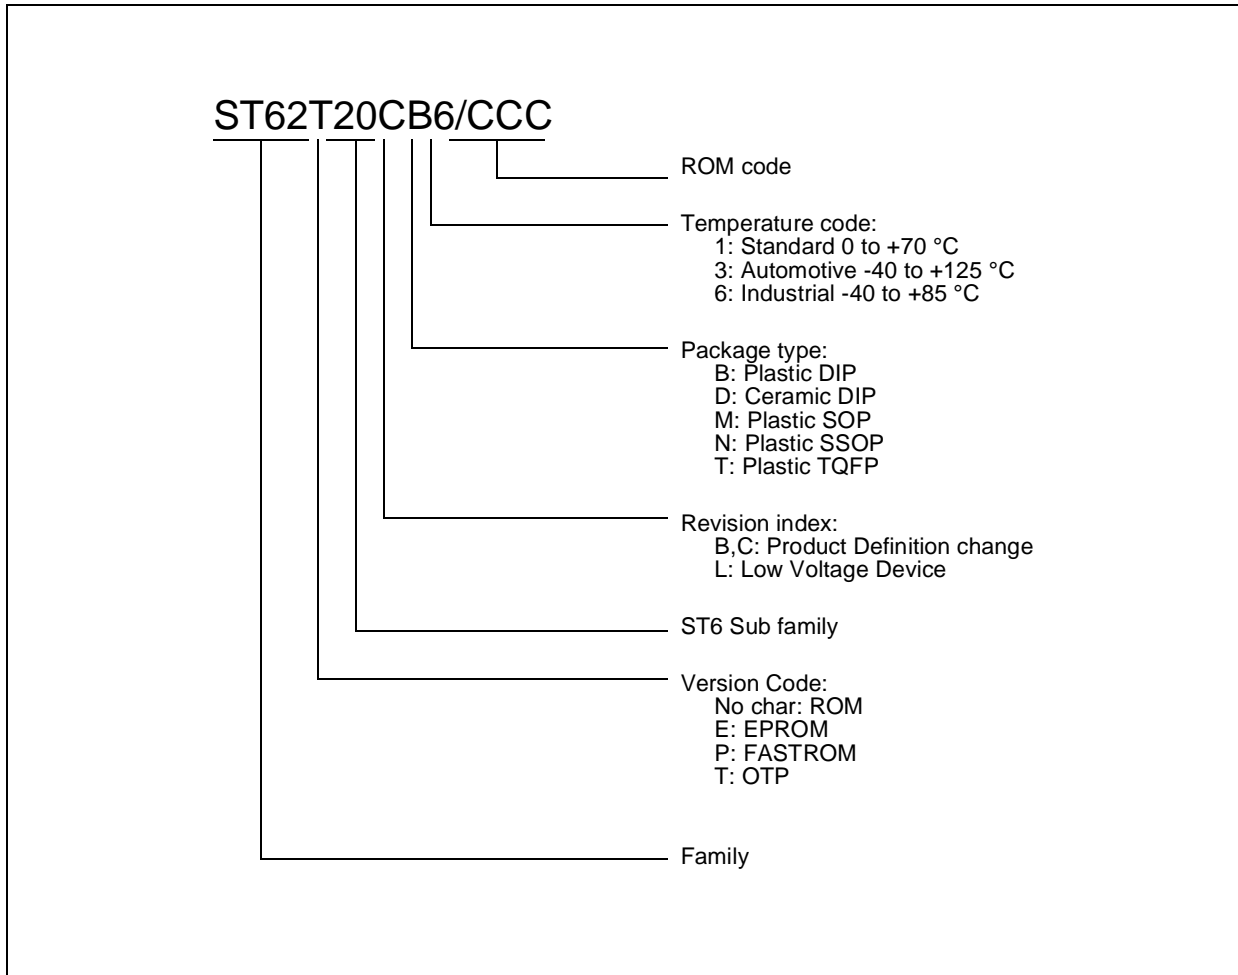 ST62T20CB6/CCC
ROM code
Temperature code:
1: Standard 0 to +70 °C
3: Automotive -40 to +125 °C
6: Industrial -40 to +85 °C
Package type:
B: Plastic DIP
D: Ceramic DIP
M: Plastic SOP
N: Plastic SSOP
T: Plastic TQFP
Revision index:
B,C: Product Definition change
L: Low Voltage Device
ST6 Sub family
Version Code:
No char: ROM
E: EPROM
P: FASTROM
T: OTP
Family